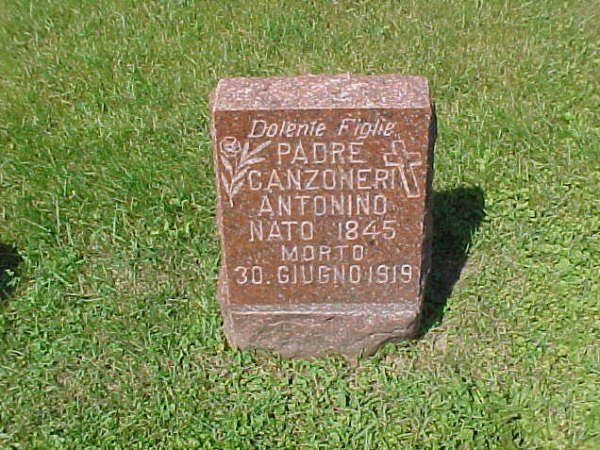 Dolente Figlie
PADRE
CANZONERI
ANTONINO
NATO 1845
MORTO
30. GIUGNO 1919